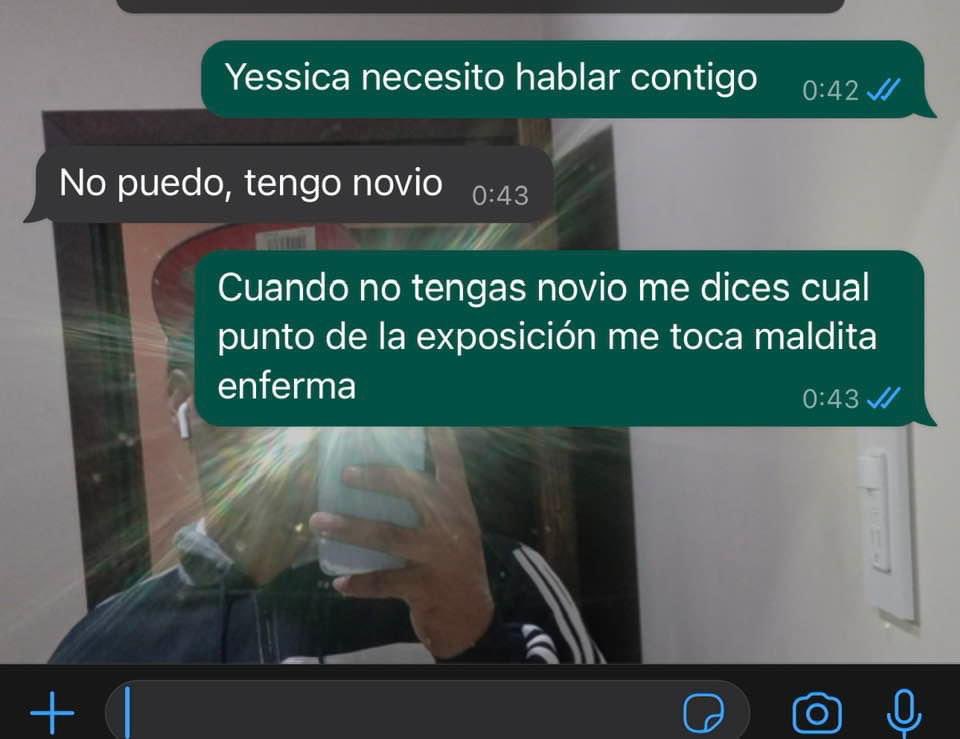 Yessica necesito hablar contigo
0:42
No puedo, tengo novio
0:43
Cuando no tengas novio me dices cual
punto de la exposición me toca maldita
enferma
0:43